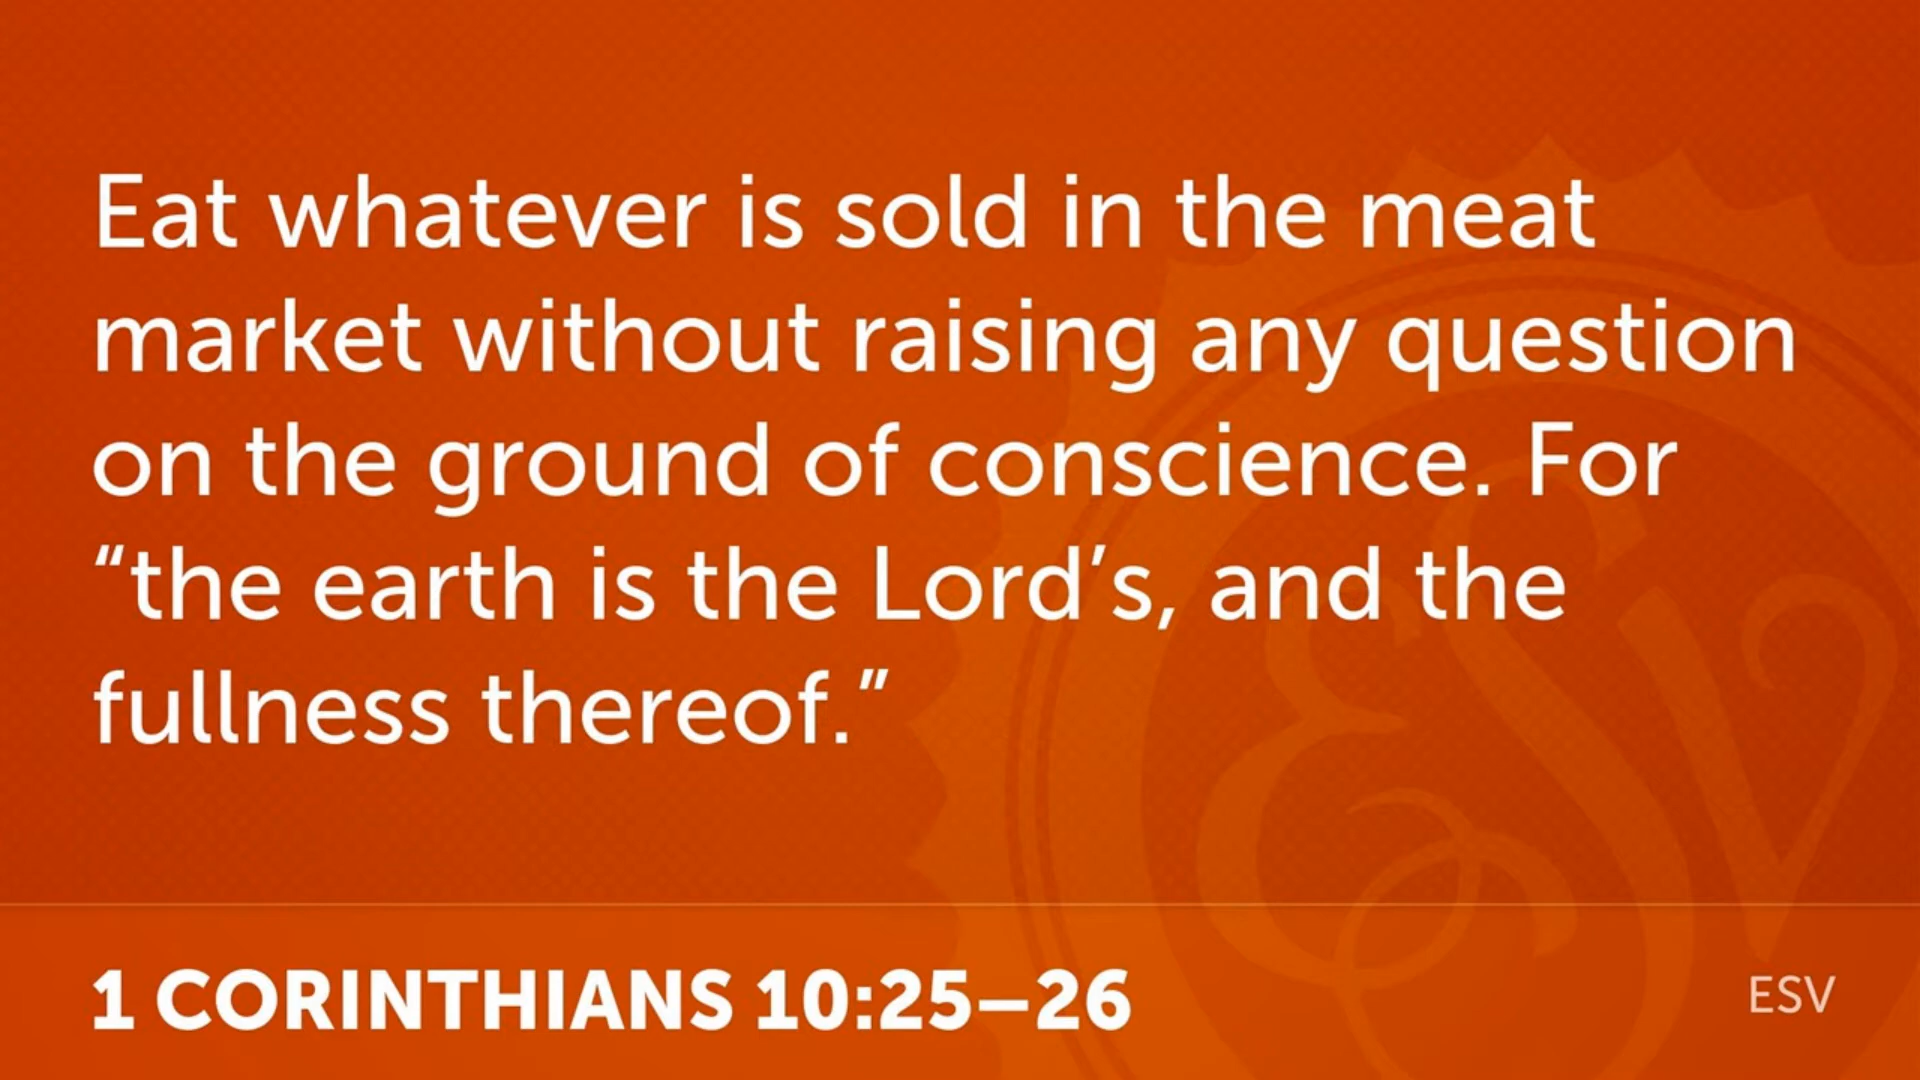 Eat whatever is sold in the meat
market without raising any question
on the ground of conscience. For
“the earth is the Lord’s, and the
fullness thereof.”
1 CORINTHIANS 10:25–26
ESV
ESV